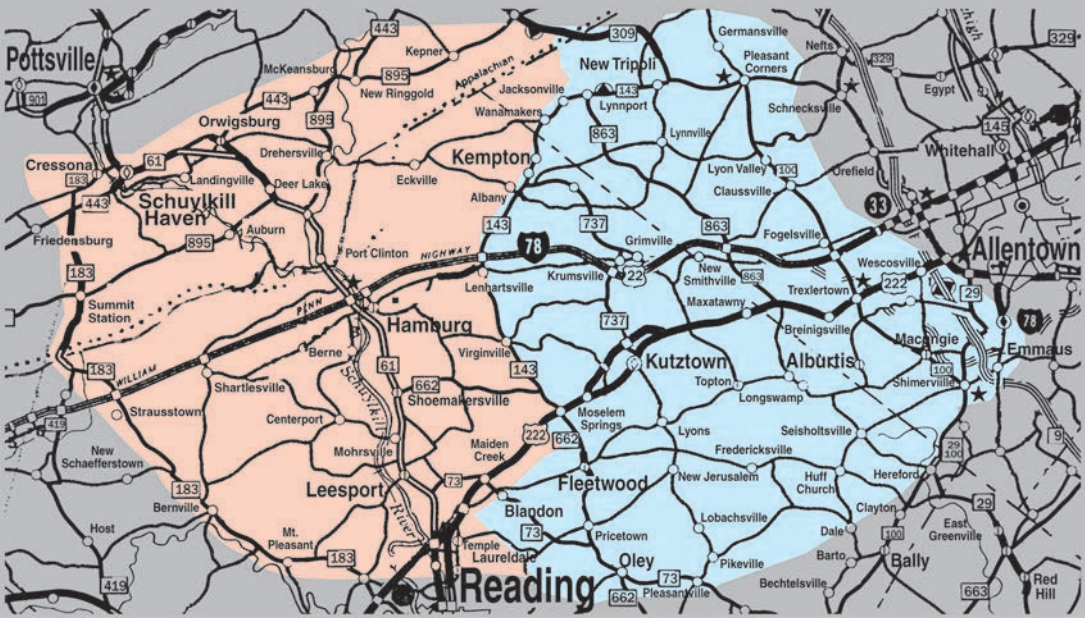 443
309
Germansville
Pottsville
Kepner
Nefts
329
McKeansburg
895
Appalachian
New Tripoli
Pleasant
Corners
329
901
443
New Ringgold
Jacksonville
143
Lynnport
Schnecksville
Egypt
895
Wanamakers
863
145
Orwigsburg
Lynnville
Whitehall
Cressona
61
Drehersville
Kempton
Orefield
183
Landingville
Eckville
Lyon Valley
100
443
Schuylkill
Haven
Deer Lake
Albany
Claussville
33
Friedensburg
895
Auburn
143
737
863
Port Clinton
HIGHWAY
78
Grimville
Fogelsville
Allentown
183
Krumsville
22
New
Smithville
863
Wescosville
222
29
Summit
Station
PENN
Lenhartsville
Maxatawny
Trexlertown
Hamburg
737
Breinigsville
78
Berne
Virginville
Kutztown
Alburtis
Macungie
Emmaus
183
WILLIAM
61
143
100
Shartlesville
Schuylkill
662
Shoemakersville
Topton
Longswamp
Shimerville
Strausstown
419
Centerport
Moselem
Springs
222
662
Lyons
Seisholtsville
9
New
Schaefferstown
Mohrsville
Maiden
Creek
Fredericksville
29
100
183
Leesport
73
Fleetwood
New Jerusalem
Huff
Church
Hereford
Bernville
River
Blandon
Clayton
29
Host
Mt.
Pleasant
73
Pricetown
Lobachsville
Dale
East
Greenville
183
Temple
Laureldale
100
Oley
Pikeville
Barto
Bally
419
Reading
73
Bechtelsville
663
Red
Hill
662
Pleasantville